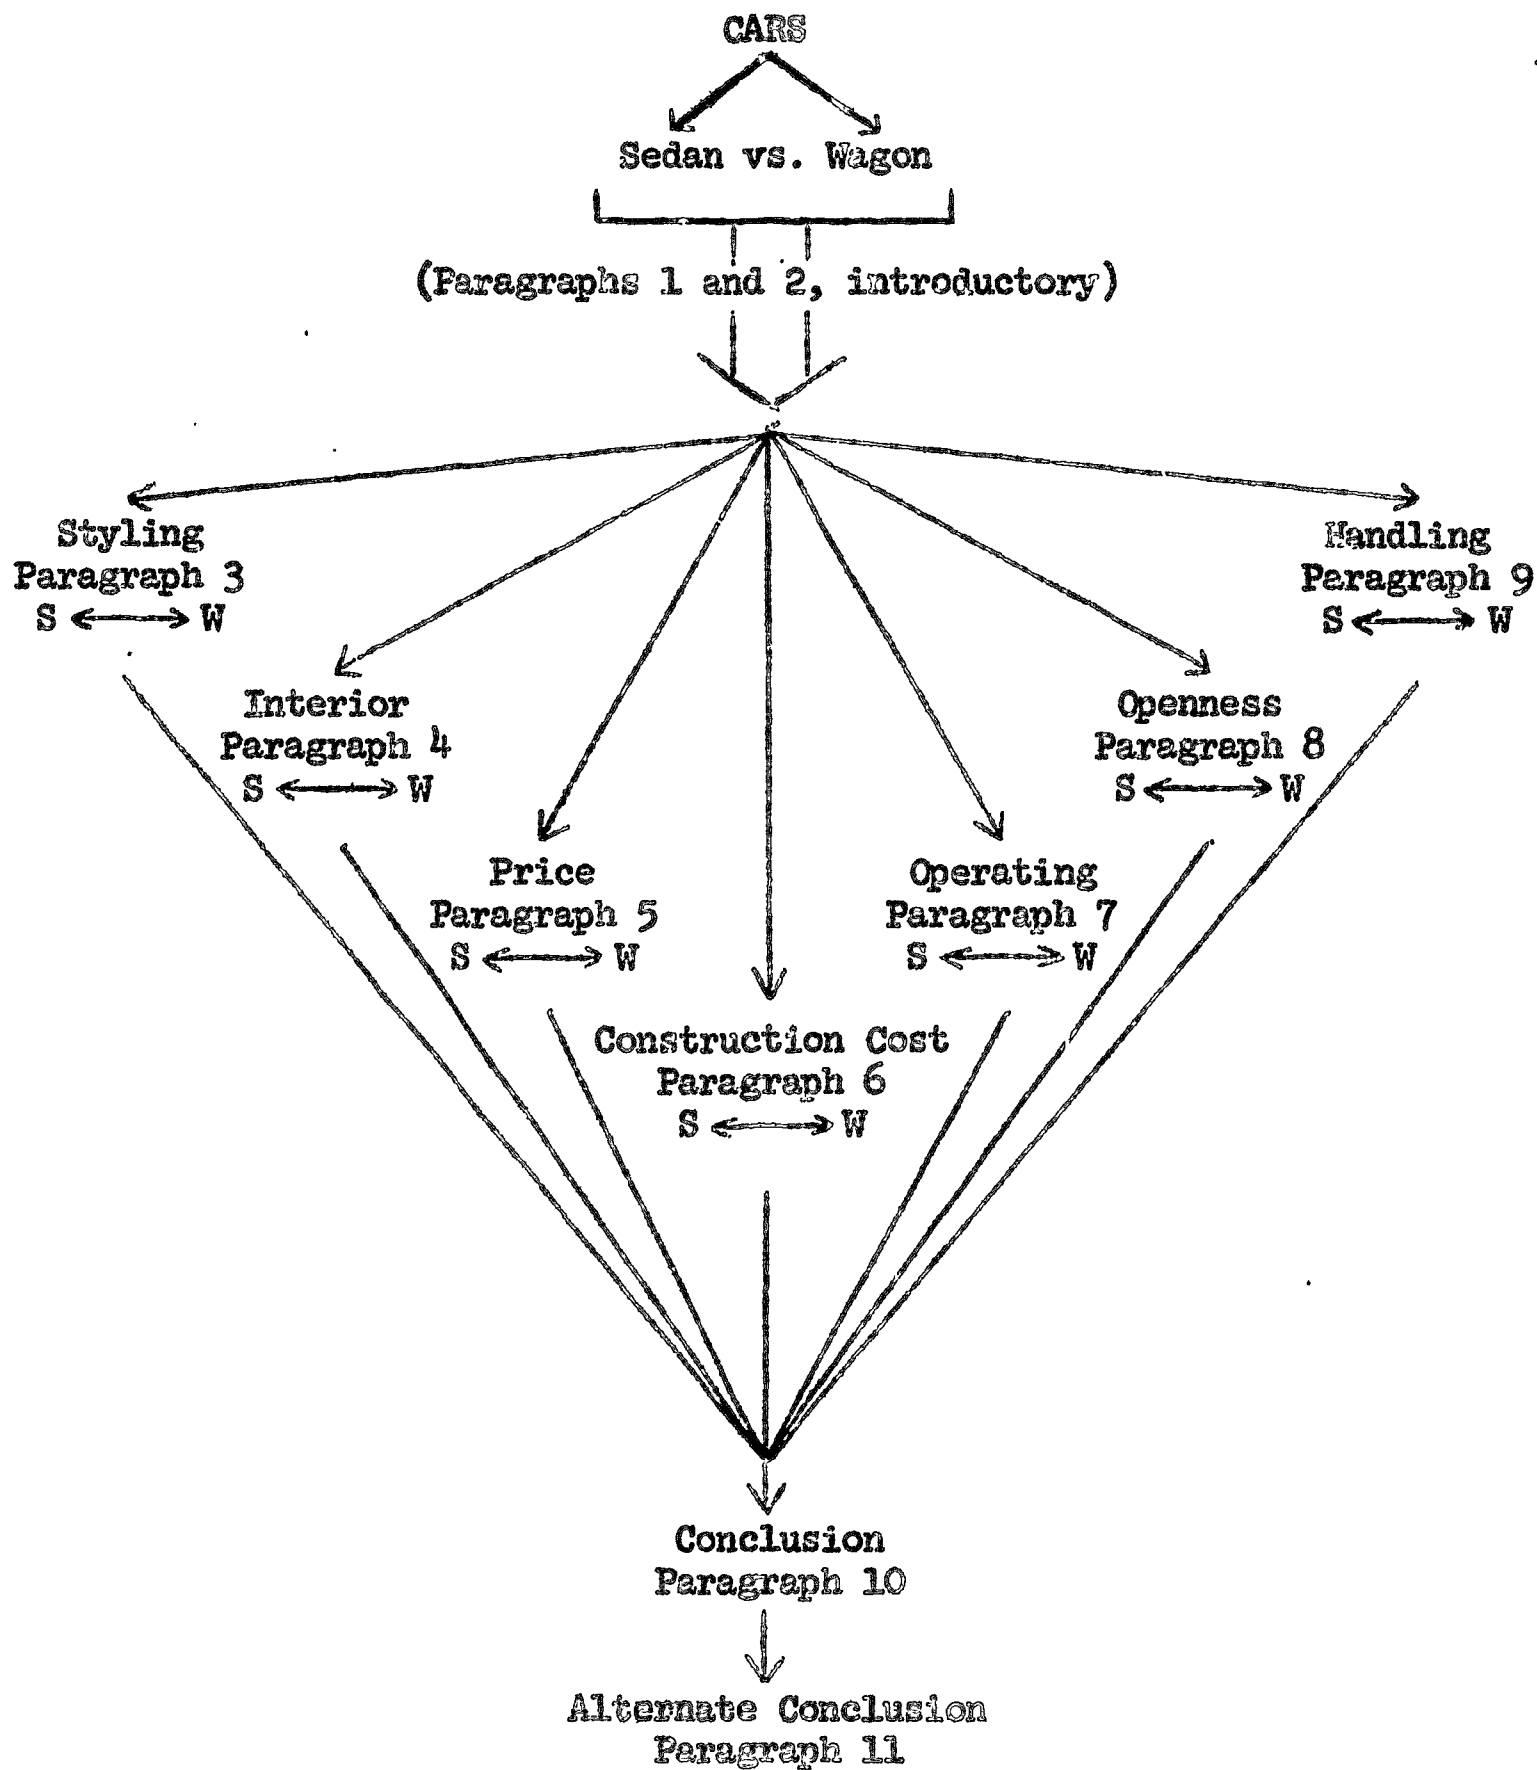 CARS
Sedan vs. Wagon
(Paragraphs 1 and 2, introductory)
Styling
Paragraph 3
S W
Handling
Paragraph 9
S W
Interior
Paragraph 4
S W
Openness
Paragraph 8
S W
Price
Paragraph 5
S W
Operating
Paragraph 7
S W
Construction Cost
Paragraph 6
S W
Conclusion
Paragraph 10
Alternate Conclusion
Paragraph 11